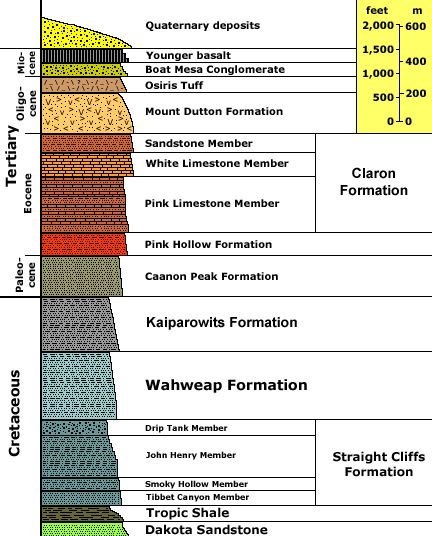 feet m
Quaternary deposits
2,000 600
1,500
400
1,000
200
500
0 0
Tertiary
Mio-
cene
Younger basalt
Boat Mesa Conglomerate
Oligo-
cene
Osiris Tuff
Mount Dutton Formation
Eocene
Sandstone Member
White Limestone Member
Pink Limestone Member
Claron
Formation
Pink Hollow Formation
Paleo-
cene
Caanon Peak Formation
Cretaceous
Kaiparowits Formation
Wahweap Formation
Drip Tank Member
John Henry Member
Smoky Hollow Member
Tibbet Canyon Member
Straight Cliffs
Formation
Tropic Shale
Dakota Sandstone